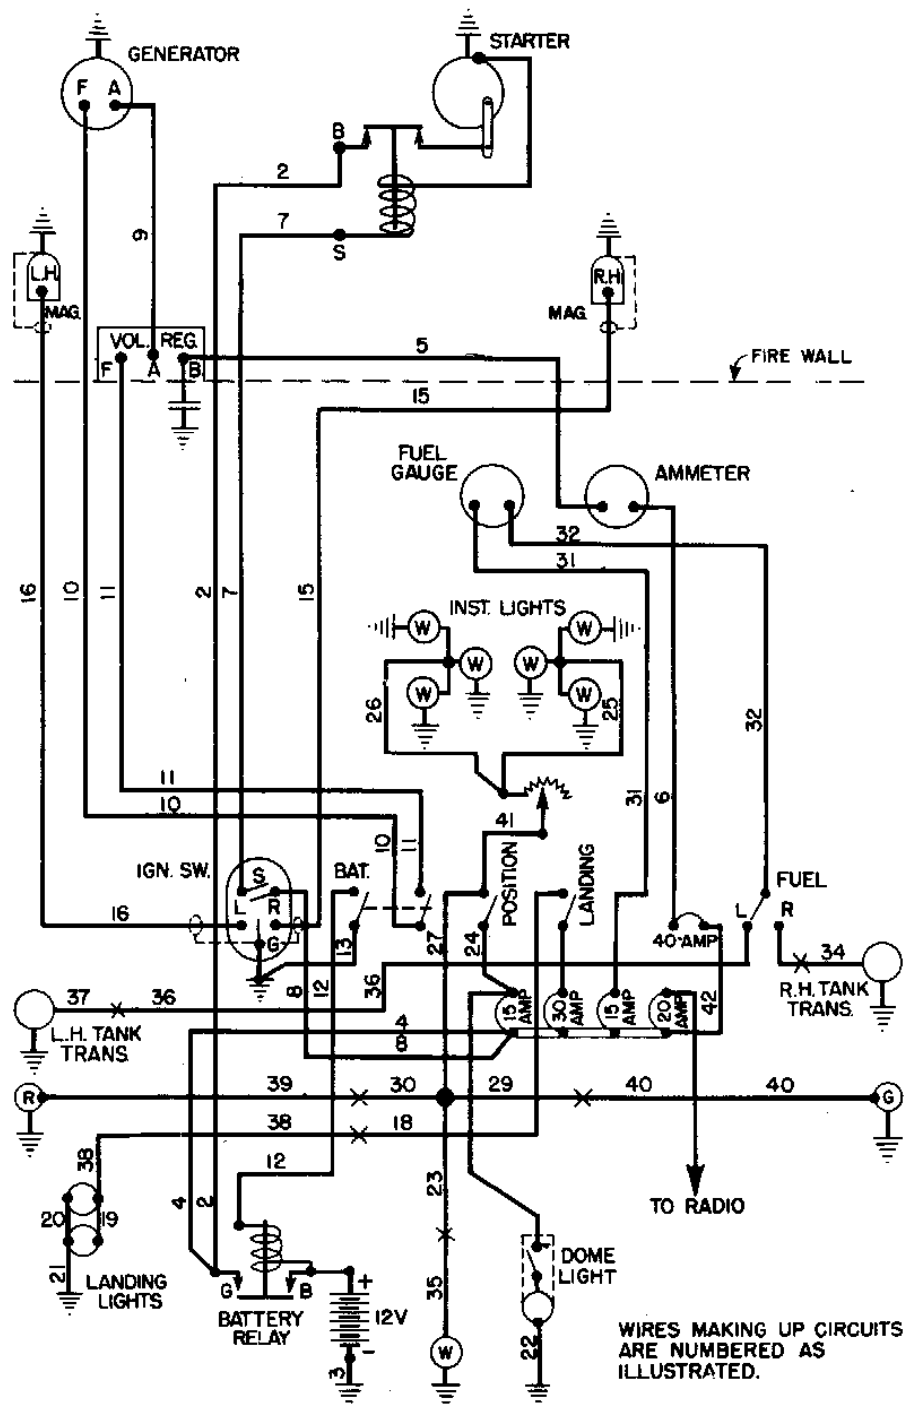 GENERATOR
STARTER
F A
B
2
7
S
9
L.H.
MAG.
R.H
MAG.
VOL. REG.
F A B
5
FIRE WALL
15
FUEL
GAUGE
AMMETER
32
31
16
10
11
2
7
15
INST. LIGHTS
W
W
W
W
W
W
26
25
32
31
6
11
10
41
10
11
IGN. SW.
S
L R
G
BAT.
POSITION
LANDING
FUEL
L
R
16
13
27
24
40 AMP
34
8
12
36
42
R.H. TANK
TRANS.
37
36
L.H. TANK
TRANS.
4
8
15
AMP
30
AMP
15
AMP
20
AMP
R
39
30
29
40
40
G
38
18
38
12
23
TO RADIO
4
2
20
19
21
LANDING
LIGHTS
G
B
+
12V
-
BATTERY
RELAY
3
35
W
DOME
LIGHT
22
WIRES MAKING UP CIRCUITS
ARE NUMBERED AS
ILLUSTRATED.